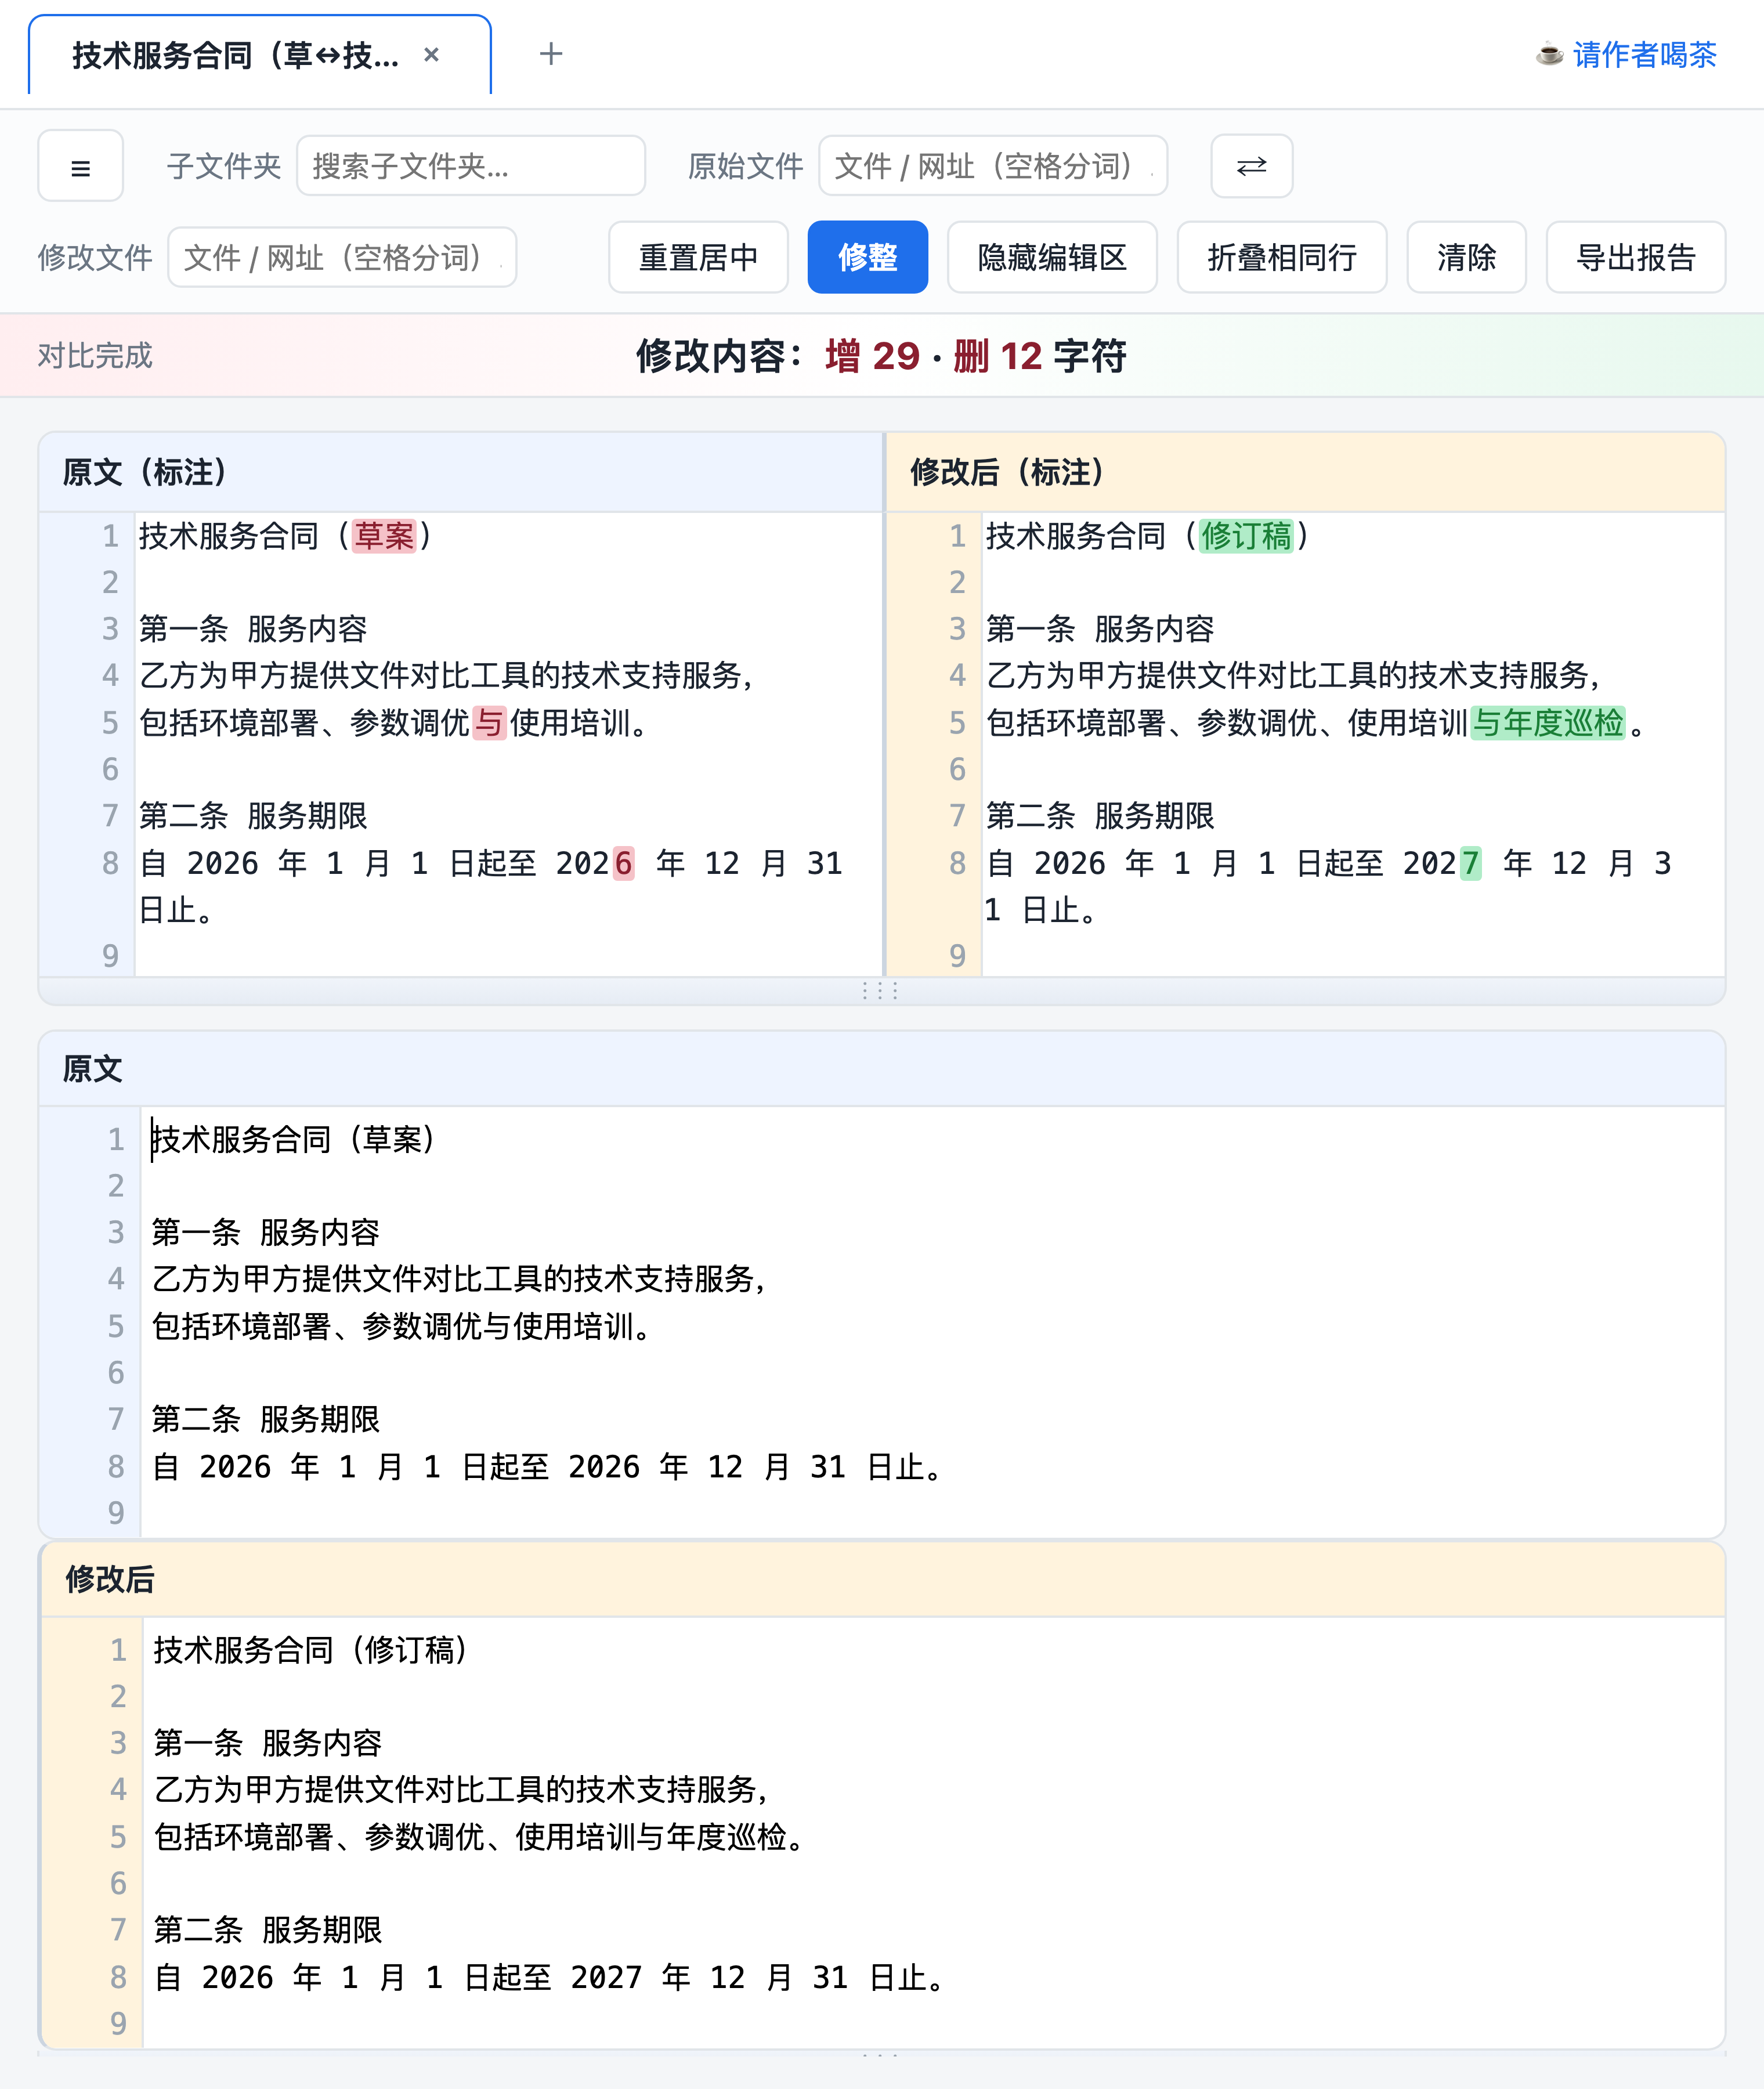 技术服务合同（草↔技... ×
+
☕ 请作者喝茶
≡ 子文件夹 搜索子文件夹... 原始文件 文件 / 网址（空格分词） ⇄
修改文件 文件 / 网址（空格分词） 重置居中 修整 隐藏编辑区 折叠相同行 清除 导出报告
对比完成 修改内容：增 29 · 删 12 字符
原文（标注）
1 技术服务合同（草案）
2
3 第一条 服务内容
4 乙方为甲方提供文件对比工具的技术支持服务，
5 包括环境部署、参数调优与使用培训。
6
7 第二条 服务期限
8 自 2026 年 1 月 1 日起至 2026 年 12 月 31
日止。
9
修改后（标注）
1 技术服务合同（修订稿）
2
3 第一条 服务内容
4 乙方为甲方提供文件对比工具的技术支持服务，
5 包括环境部署、参数调优、使用培训与年度巡检。
6
7 第二条 服务期限
8 自 2026 年 1 月 1 日起至 2027 年 12 月 3
1 日止。
9
原文
1 技术服务合同（草案）
2
3 第一条 服务内容
4 乙方为甲方提供文件对比工具的技术支持服务，
5 包括环境部署、参数调优与使用培训。
6
7 第二条 服务期限
8 自 2026 年 1 月 1 日起至 2026 年 12 月 31 日止。
9
修改后
1 技术服务合同（修订稿）
2
3 第一条 服务内容
4 乙方为甲方提供文件对比工具的技术支持服务，
5 包括环境部署、参数调优、使用培训与年度巡检。
6
7 第二条 服务期限
8 自 2026 年 1 月 1 日起至 2027 年 12 月 31 日止。
9